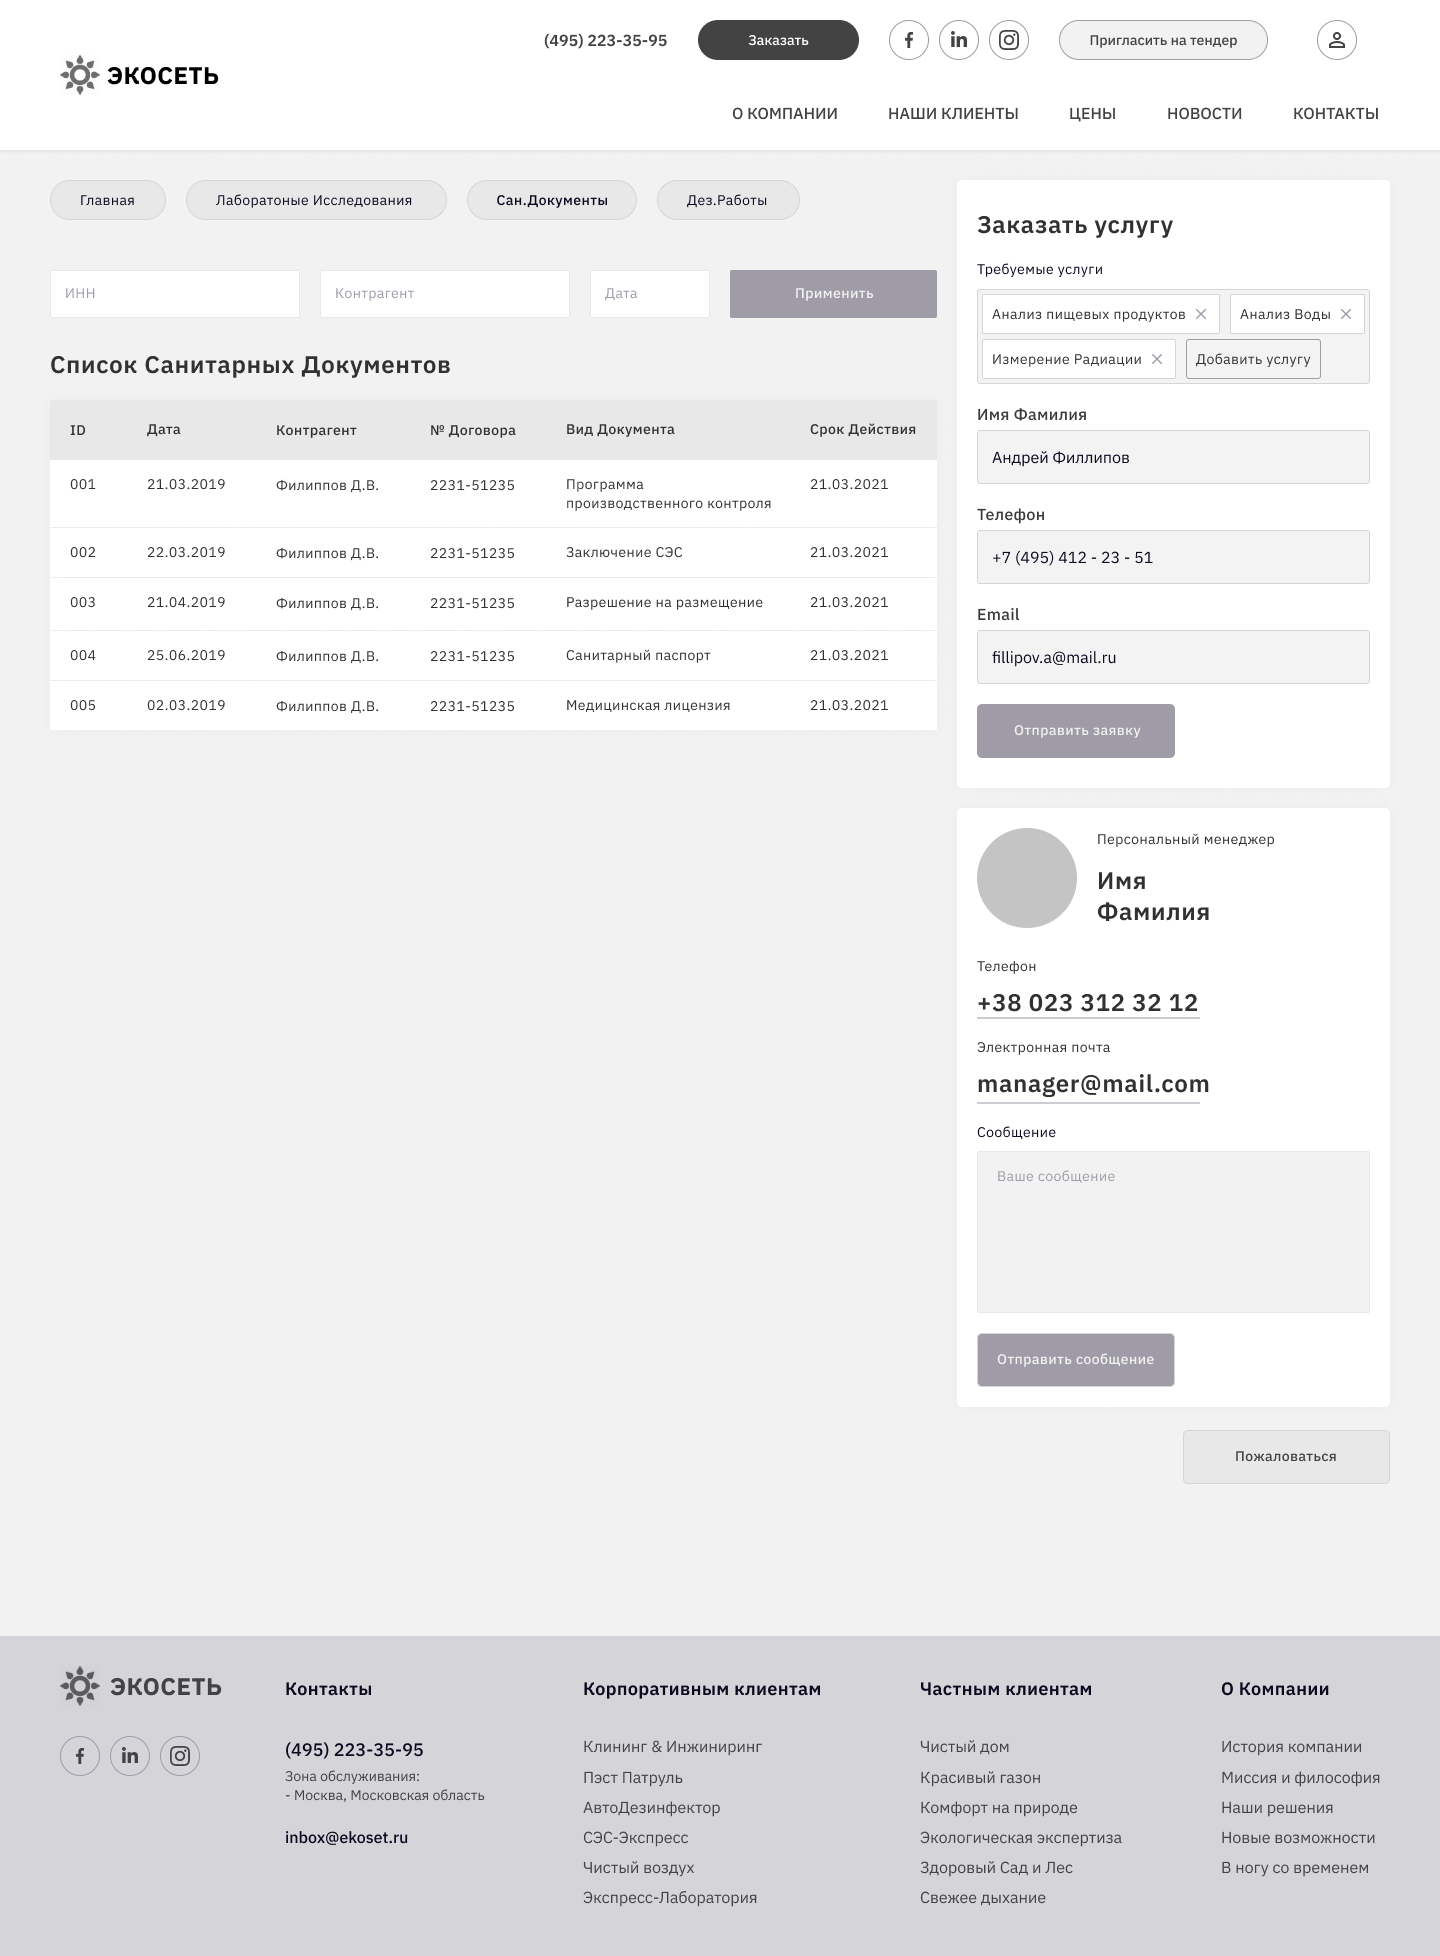 (495) 223-35-95
Заказать
Пригласить на тендер
ЭКОСЕТЬ
О КОМПАНИИ
НАШИ КЛИЕНТЫ
ЦЕНЫ
НОВОСТИ
КОНТАКТЫ
Главная
Лаборатоные Исследования
Сан.Документы
Дез.Работы
ИНН
Контрагент
Дата
Применить
Список Санитарных Документов
ID Дата Контрагент № Договора Вид Документа Срок Действия
001 21.03.2019 Филиппов Д.В. 2231-51235 Программа 21.03.2021
производственного контроля
002 22.03.2019 Филиппов Д.В. 2231-51235 Заключение СЭС 21.03.2021
003 21.04.2019 Филиппов Д.В. 2231-51235 Разрешение на размещение 21.03.2021
004 25.06.2019 Филиппов Д.В. 2231-51235 Санитарный паспорт 21.03.2021
005 02.03.2019 Филиппов Д.В. 2231-51235 Медицинская лицензия 21.03.2021
Заказать услугу
Требуемые услуги
Анализ пищевых продуктов
Анализ Воды
Измерение Радиации
Добавить услугу
Имя Фамилия
Андрей Филлипов
Телефон
+7 (495) 412 - 23 - 51
Email
fillipov.a@mail.ru
Отправить заявку
Персональный менеджер
Имя
Фамилия
Телефон
+38 023 312 32 12
Электронная почта
manager@mail.com
Сообщение
Ваше сообщение
Отправить сообщение
Пожаловаться
ЭКОСЕТЬ
Контакты
(495) 223-35-95
Зона обслуживания:
- Москва, Московская область
inbox@ekoset.ru
Корпоративным клиентам
Клининг & Инжиниринг
Пэст Патруль
АвтоДезинфектор
СЭС-Экспресс
Чистый воздух
Экспресс-Лаборатория
Частным клиентам
Чистый дом
Красивый газон
Комфорт на природе
Экологическая экспертиза
Здоровый Сад и Лес
Свежее дыхание
О Компании
История компании
Миссия и философия
Наши решения
Новые возможности
В ногу со временем